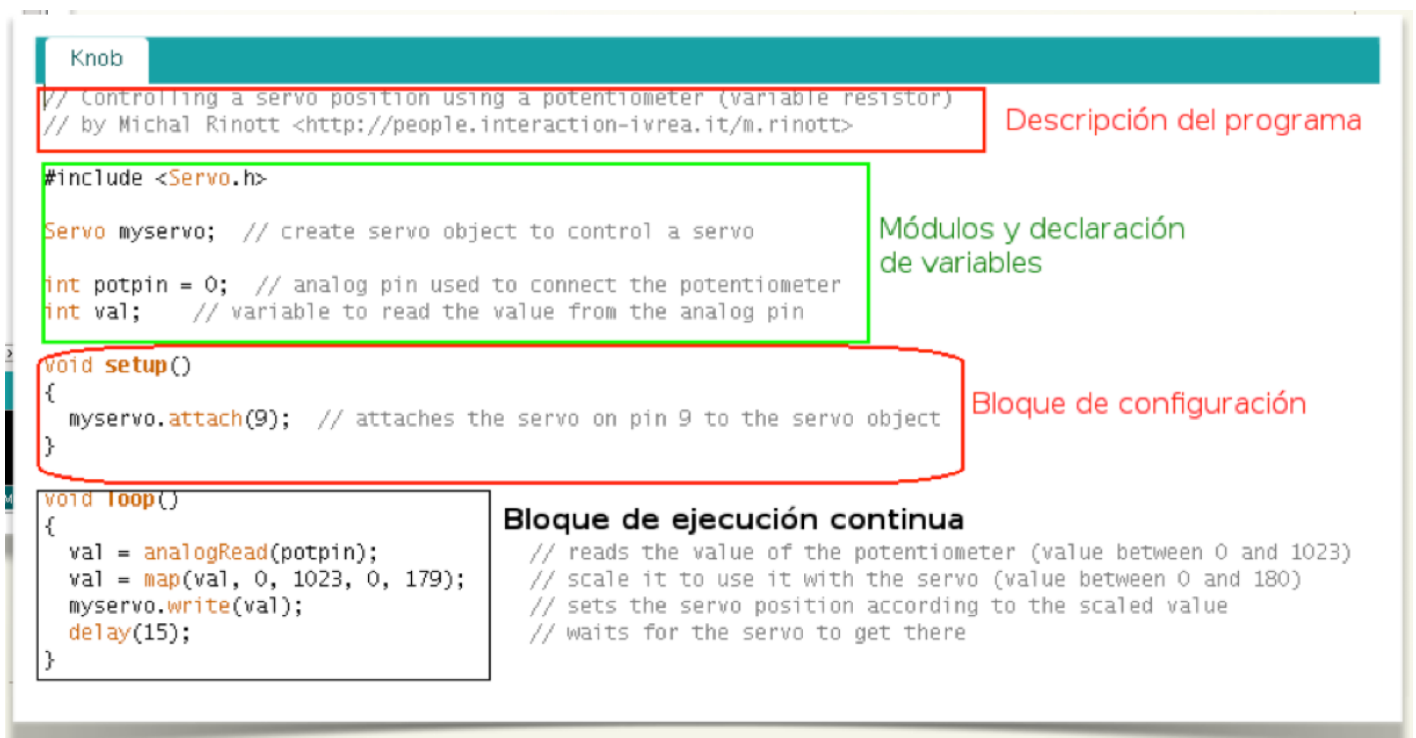 Knob
// Controlling a servo position using a potentiometer (variable resistor)
// by Michal Rinott <http://people.interaction-ivrea.it/m.rinott>
Descripción del programa
#include <Servo.h>
Servo myservo;  // create servo object to control a servo
Módulos y declaración
de variables
int potpin = 0;  // analog pin used to connect the potentiometer
int val;    // variable to read the value from the analog pin
void setup()
{
  myservo.attach(9);  // attaches the servo on pin 9 to the servo object
}
Bloque de configuración
void loop()
{
Bloque de ejecución continua
  val = analogRead(potpin);            // reads the value of the potentiometer (value between 0 and 1023)
  val = map(val, 0, 1023, 0, 179);     // scale it to use it with the servo (value between 0 and 180)
  myservo.write(val);                  // sets the servo position according to the scaled value
  delay(15);                           // waits for the servo to get there
}